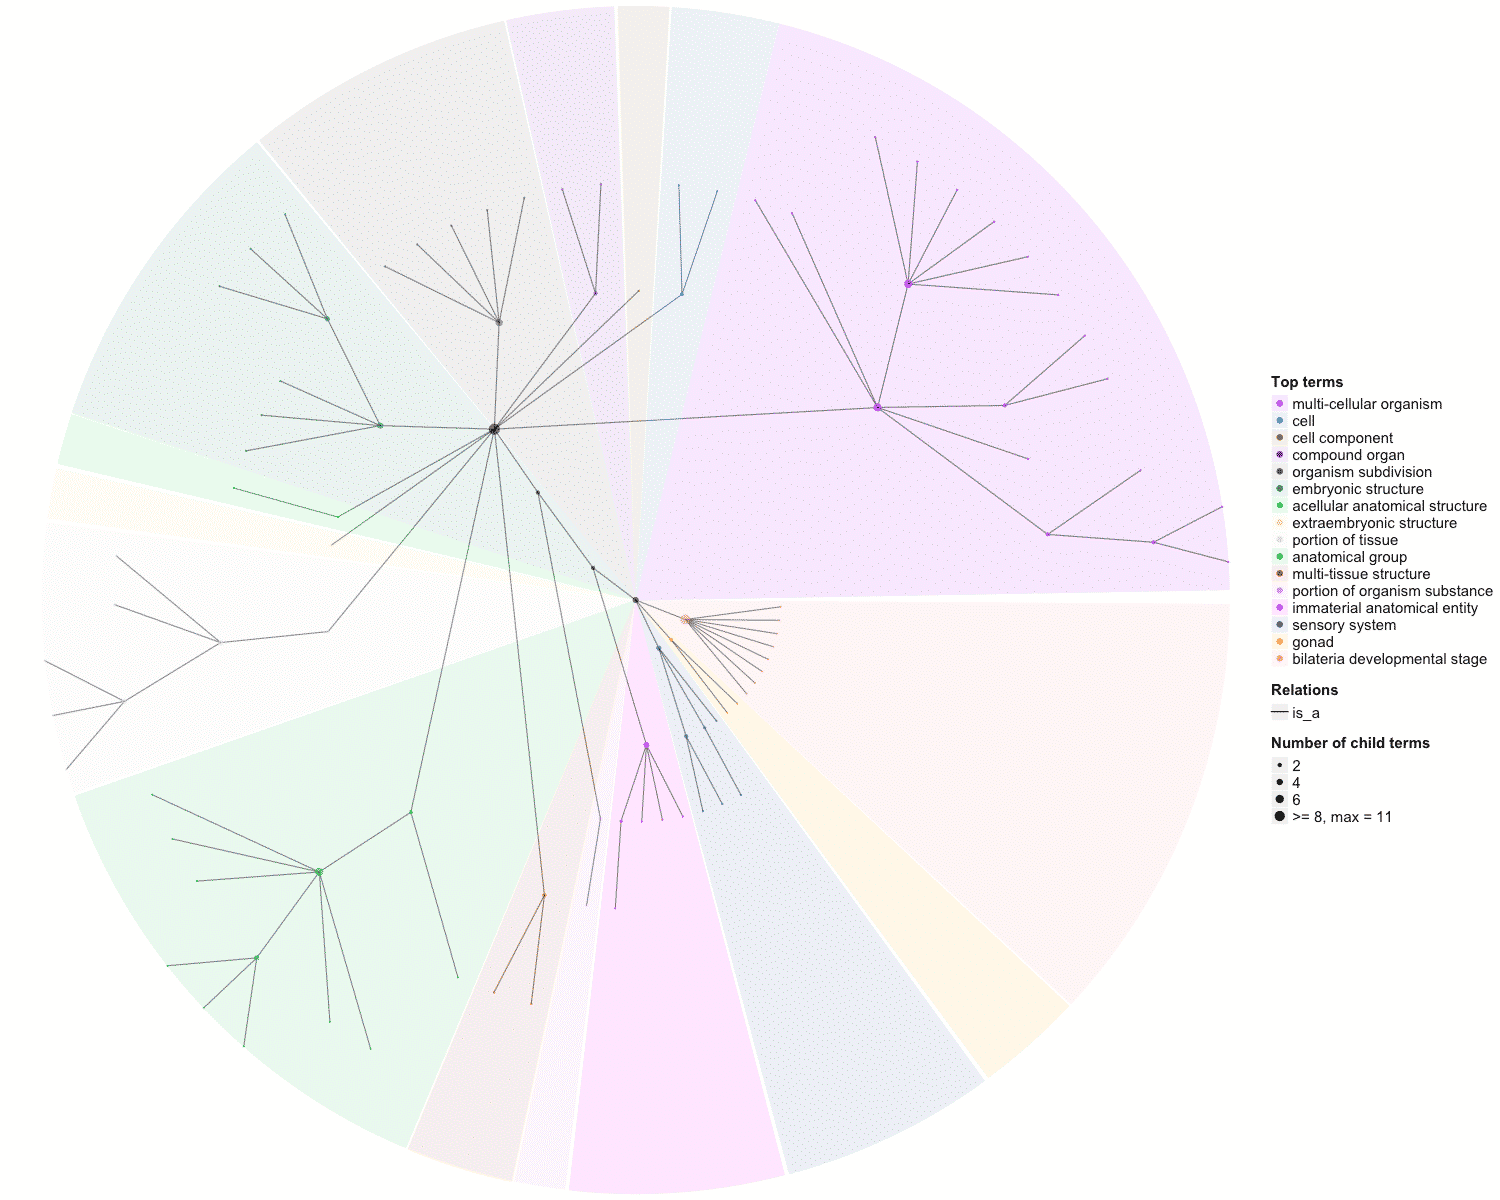 Top terms
multi-cellular organism
cell
cell component
compound organ
organism subdivision
embryonic structure
acellular anatomical structure
extraembryonic structure
portion of tissue
anatomical group
multi-tissue structure
portion of organism substance
immaterial anatomical entity
sensory system
gonad
bilateria developmental stage
Relations
is_a
Number of child terms
2
4
6
>= 8, max = 11